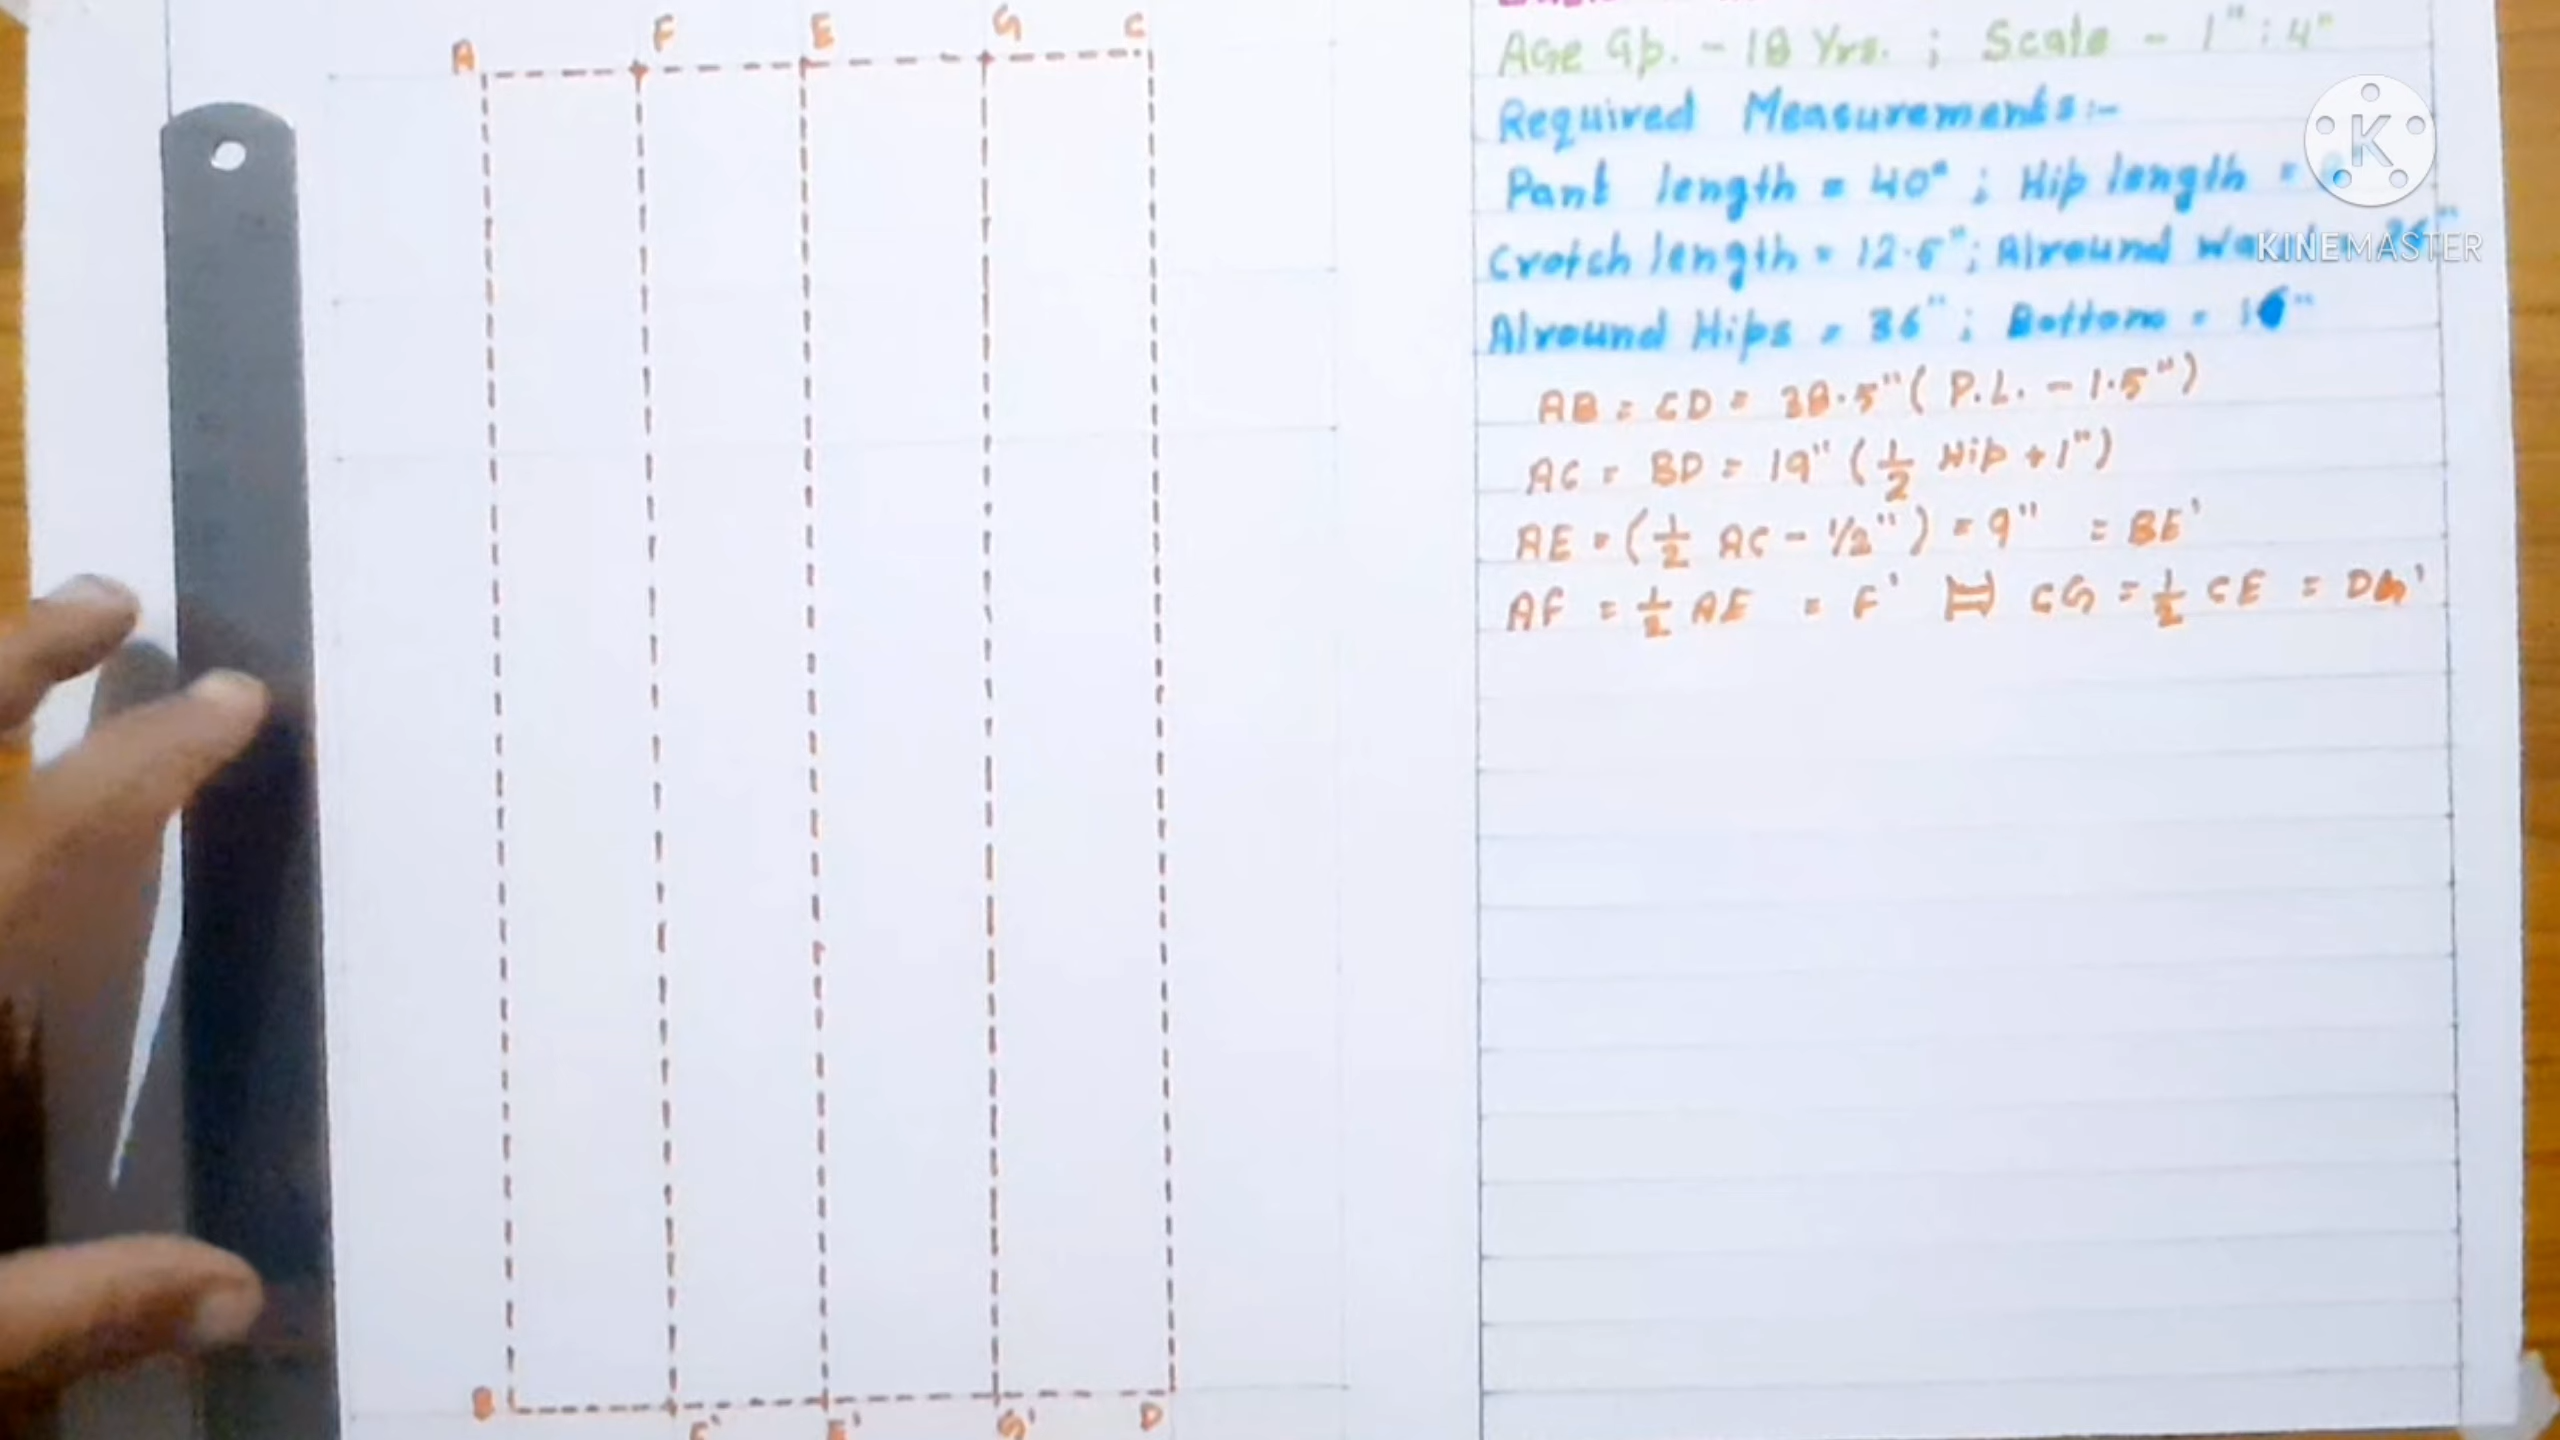 A F E G C
Age Gp. - 18 Yrs. ; Scale - 1" : 4"
Required Measurements:-
Pant length = 40" ; Hip length =
Crotch length = 12.5" ; Alround
Alround Hips = 36" ; Bottom =
AB = CD = 38.5" ( P.L. - 1.5" )
AC = BD = 19" ( 1/2 Hip + 1" )
AE = ( 1/2 AC - 1/2" ) = 9" = BE'
AF = 1/2 AE = F' CG = 1/2 CE = DG'
B F' E' G' D
K
KINEMASTER